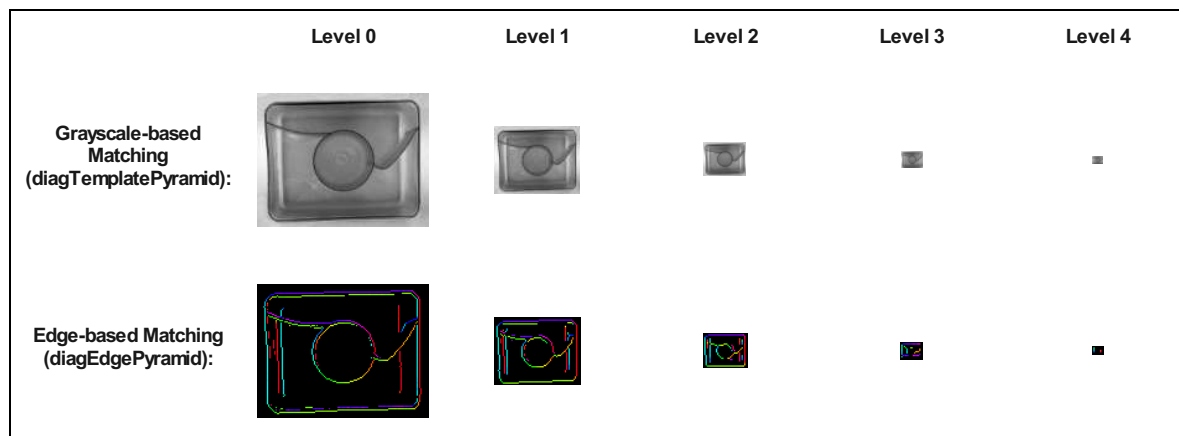 Level 0 Level 1 Level 2 Level 3 Level 4
Grayscale-based
Matching
(diagTemplatePyramid):
Edge-based Matching
(diagEdgePyramid):